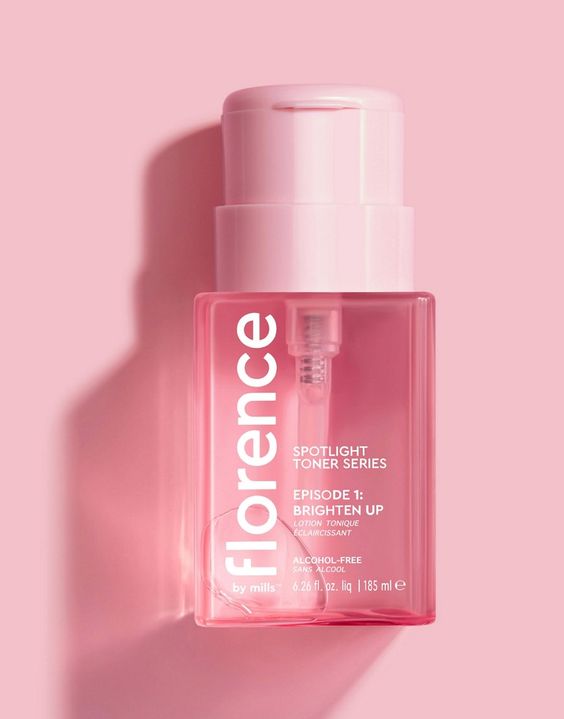 florence
by mills™
SPOTLIGHT
TONER SERIES
EPISODE 1:
BRIGHTEN UP
LOTION TONIQUE
ÉCLAIRCISSANT
ALCOHOL-FREE
SANS ALCOOL
6.26 fl. oz. liq | 185 ml ℮